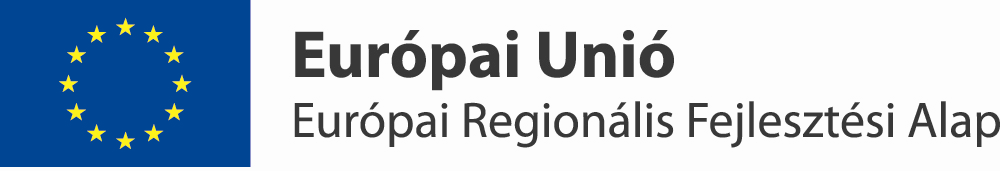 Európai Unió
Európai Regionális Fejlesztési Alap